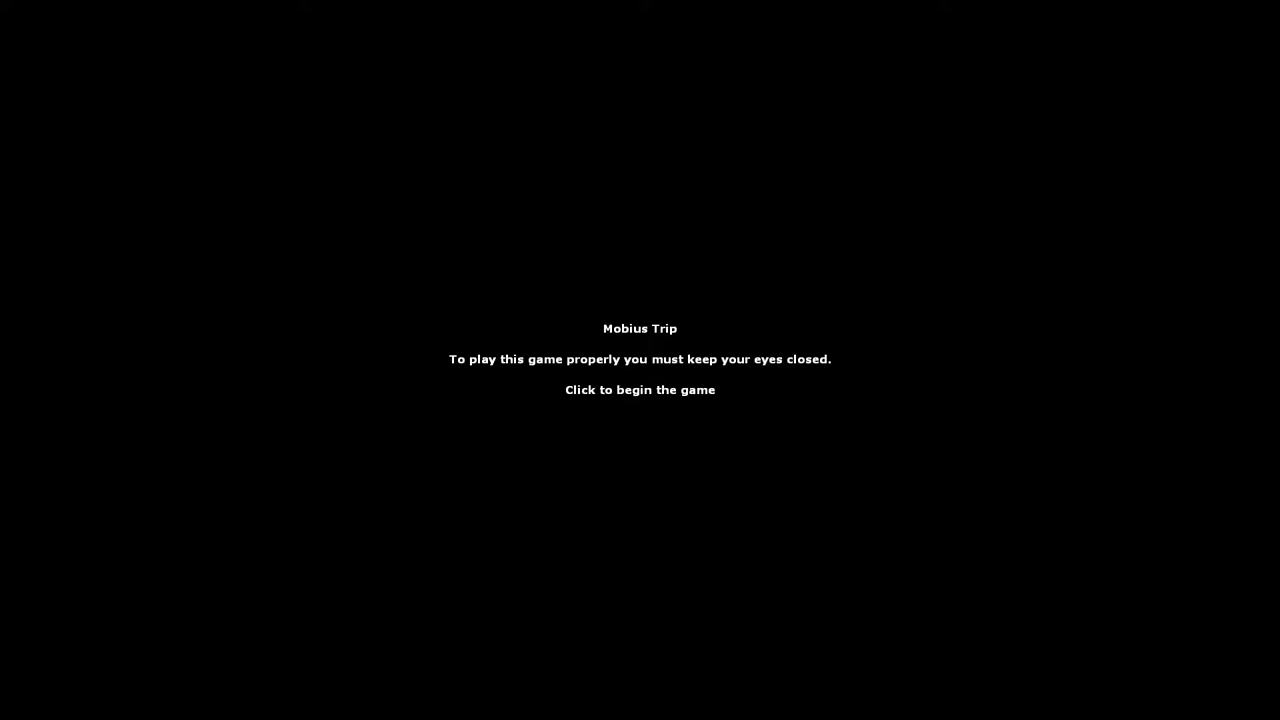 Mobius Trip
To play this game properly you must keep your eyes closed.
Click to begin the game